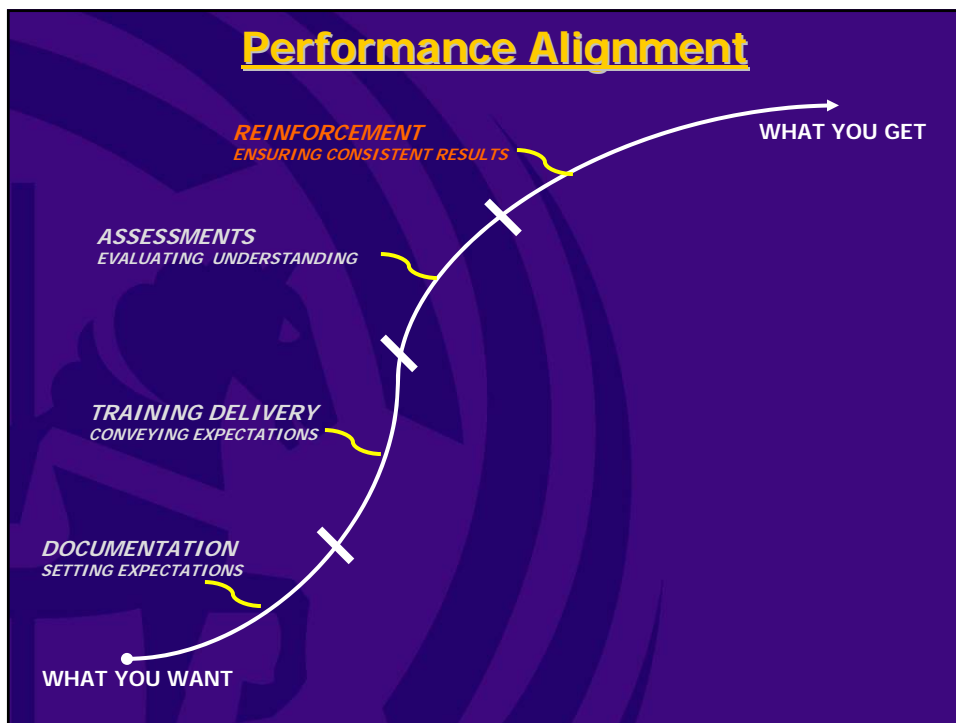 Performance Alignment
REINFORCEMENT
ENSURING CONSISTENT RESULTS
WHAT YOU GET
ASSESSMENTS
EVALUATING UNDERSTANDING
TRAINING DELIVERY
CONVEYING EXPECTATIONS
DOCUMENTATION
SETTING EXPECTATIONS
WHAT YOU WANT